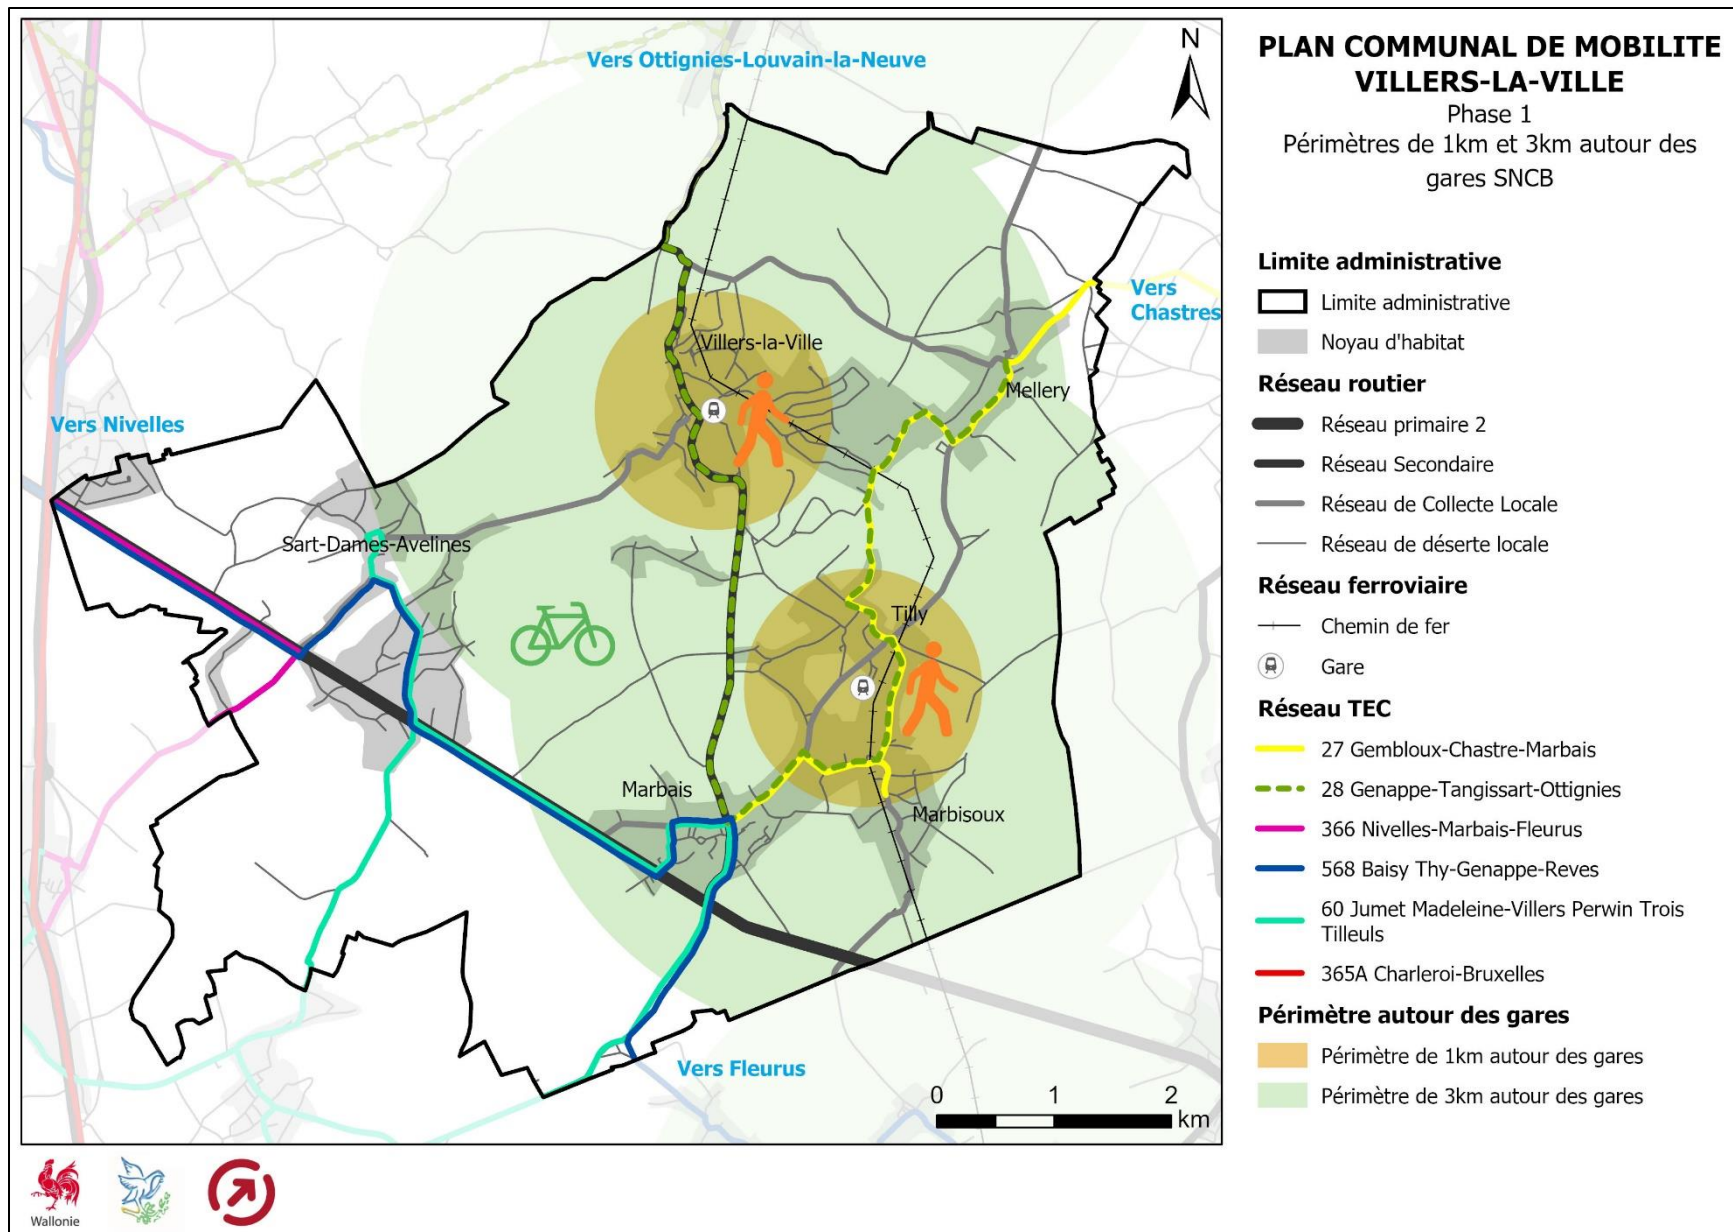 PLAN COMMUNAL DE MOBILITE
VILLERS-LA-VILLE
Phase 1
Périmètres de 1km et 3km autour des
gares SNCB
Limite administrative
Limite administrative
Noyau d'habitat
Réseau routier
Réseau primaire 2
Réseau Secondaire
Réseau de Collecte Locale
Réseau de déserte locale
Réseau ferroviaire
Chemin de fer
Gare
Réseau TEC
27 Gembloux-Chastre-Marbais
28 Genappe-Tangissart-Ottignies
366 Nivelles-Marbais-Fleurus
568 Baisy Thy-Genappe-Reves
60 Jumet Madeleine-Villers Perwin Trois
Tilleuls
365A Charleroi-Bruxelles
Périmètre autour des gares
Périmètre de 1km autour des gares
Périmètre de 3km autour des gares
Vers Ottignies-Louvain-la-Neuve
N
Vers
Chastres
Villers-la-Ville
Mellery
Vers Nivelles
Sart-Dames-Avelines
Tilly
Marbais
Marbisoux
Vers Fleurus
0 1 2
km
Wallonie